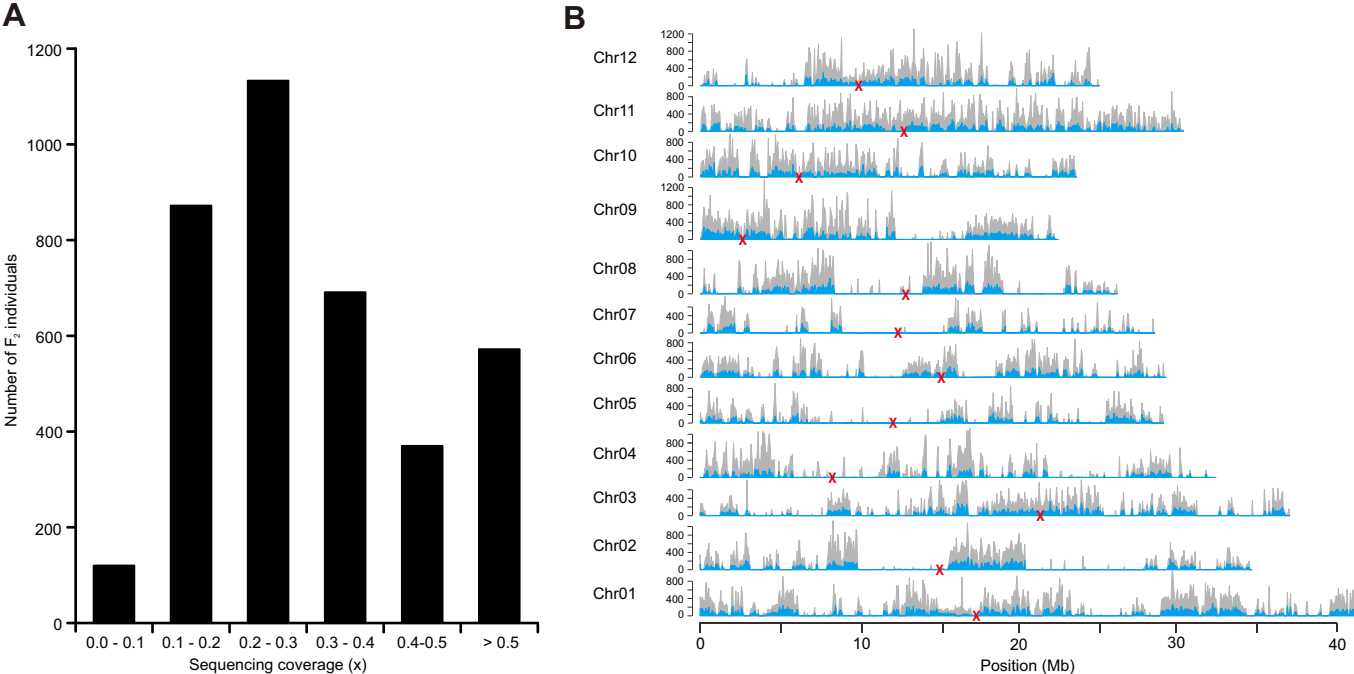 A
1200
1000
800
600
400
200
0
Number of F2 individuals
0.0 - 0.1 0.1 - 0.2 0.2 - 0.3 0.3 - 0.4 0.4-0.5 > 0.5
Sequencing coverage (x)
B
Chr12
1200
800
400
0
Chr11
800
400
0
Chr10
800
400
0
Chr09
1200
800
400
0
Chr08
800
400
0
Chr07
400
0
Chr06
800
400
0
Chr05
800
400
0
Chr04
800
400
0
Chr03
400
0
Chr02
800
400
0
Chr01
800
400
0
0 10 20 30 40
Position (Mb)